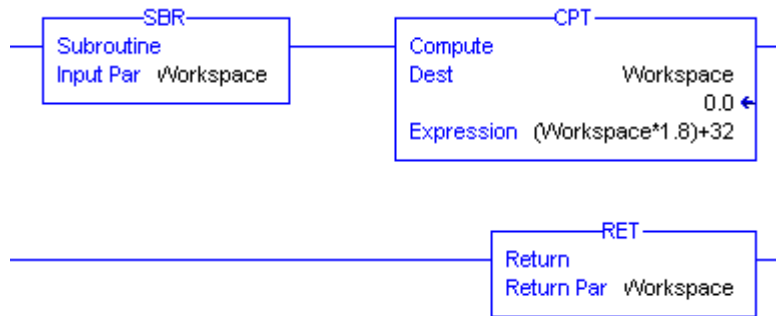 SBR
Subroutine
Input Par Workspace
CPT
Compute
Dest Workspace
0.0
Expression (Workspace*1.8)+32
RET
Return
Return Par Workspace